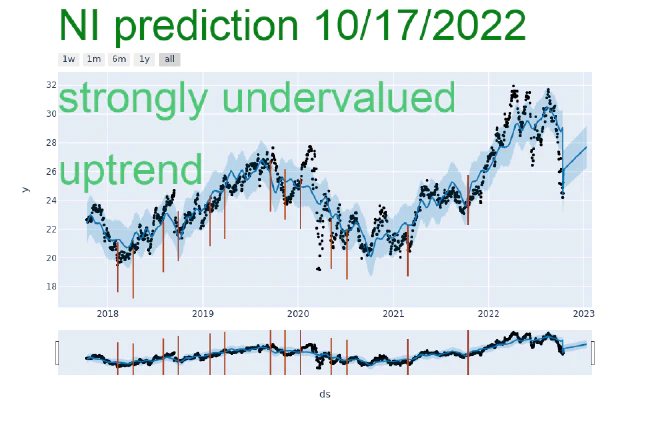 NI prediction 10/17/2022
1w 1m 6m 1y all
strongly undervalued
uptrend
32
30
28
26
24
22
20
18
y
2018 2019 2020 2021 2022 2023
ds